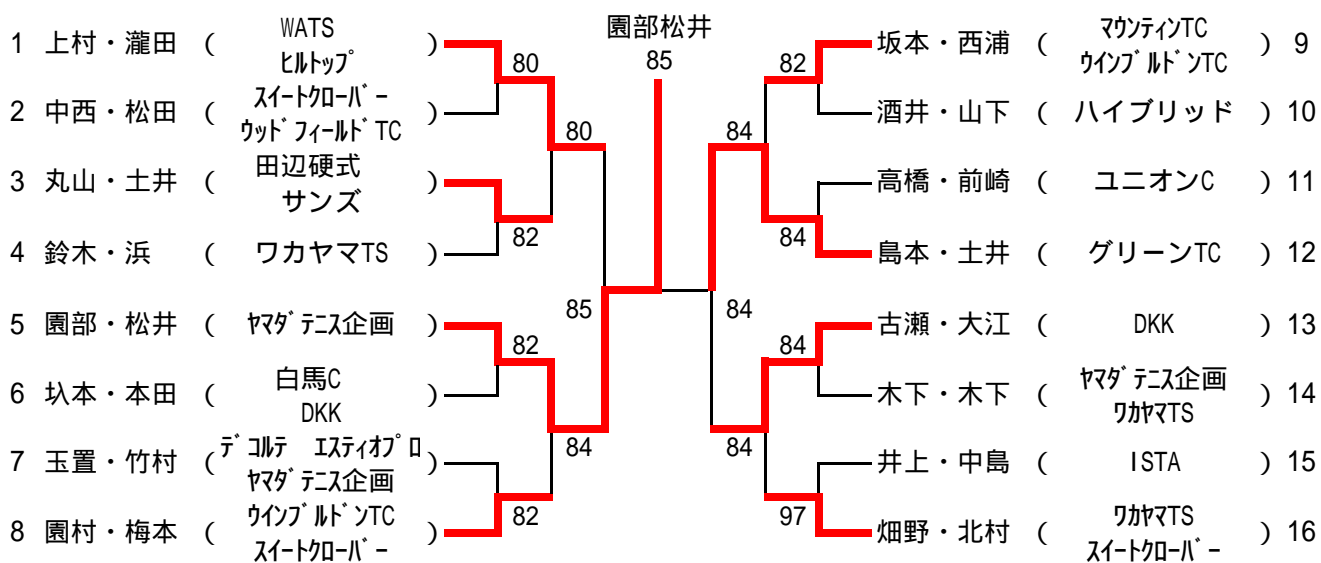 園部松井
85
1 上村・瀧田 ( WATS ヒルトップ )
80
2 中西・松田 ( スイートクローバー ウッドフィールドTC )
80
3 丸山・土井 ( 田辺硬式 サンズ )
82
4 鈴木・浜 ( ワカヤマTS )
85
5 園部・松井 ( ヤマダテニス企画 )
82
6 圦本・本田 ( 白馬C DKK )
84
7 玉置・竹村 ( デコルテ エスティオプロ ヤマダテニス企画 )
82
8 園村・梅本 ( ウインブルドンTC スイートクローバー )
坂本・西浦 ( マウンティンTC ウインブルドンTC ) 9
82
酒井・山下 ( ハイブリッド ) 10
84
高橋・前崎 ( ユニオンC ) 11
84
島本・土井 ( グリーンTC ) 12
84
古瀬・大江 ( DKK ) 13
84
木下・木下 ( ヤマダテニス企画 ワカヤマTS ) 14
84
井上・中島 ( ISTA ) 15
97
畑野・北村 ( ワカヤマTS スイートクローバー ) 16